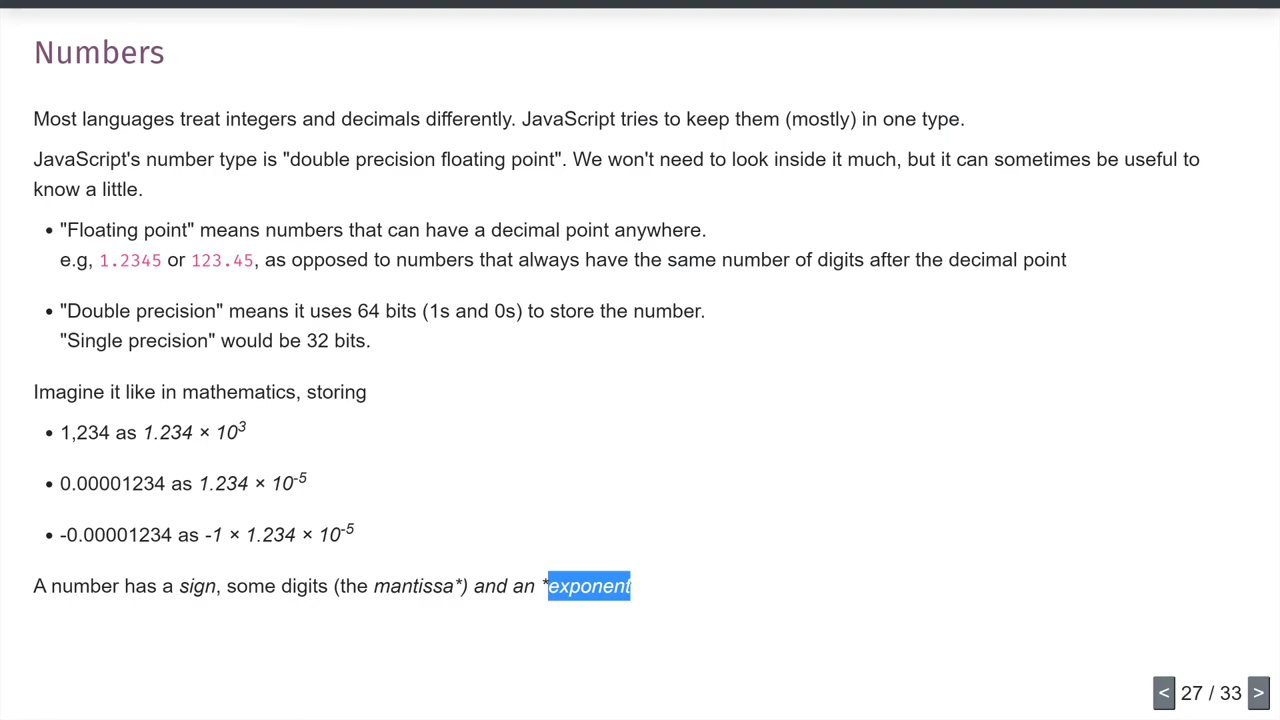 Numbers
Most languages treat integers and decimals differently. JavaScript tries to keep them (mostly) in one type.
JavaScript's number type is "double precision floating point". We won't need to look inside it much, but it can sometimes be useful to
know a little.
• "Floating point" means numbers that can have a decimal point anywhere.
e.g, 1.2345 or 123.45, as opposed to numbers that always have the same number of digits after the decimal point
• "Double precision" means it uses 64 bits (1s and 0s) to store the number.
"Single precision" would be 32 bits.
Imagine it like in mathematics, storing
• 1,234 as 1.234 × 10³
• 0.00001234 as 1.234 × 10⁻⁵
• -0.00001234 as -1 × 1.234 × 10⁻⁵
A number has a sign, some digits (the mantissa*) and an *exponent
< 27 / 33 >